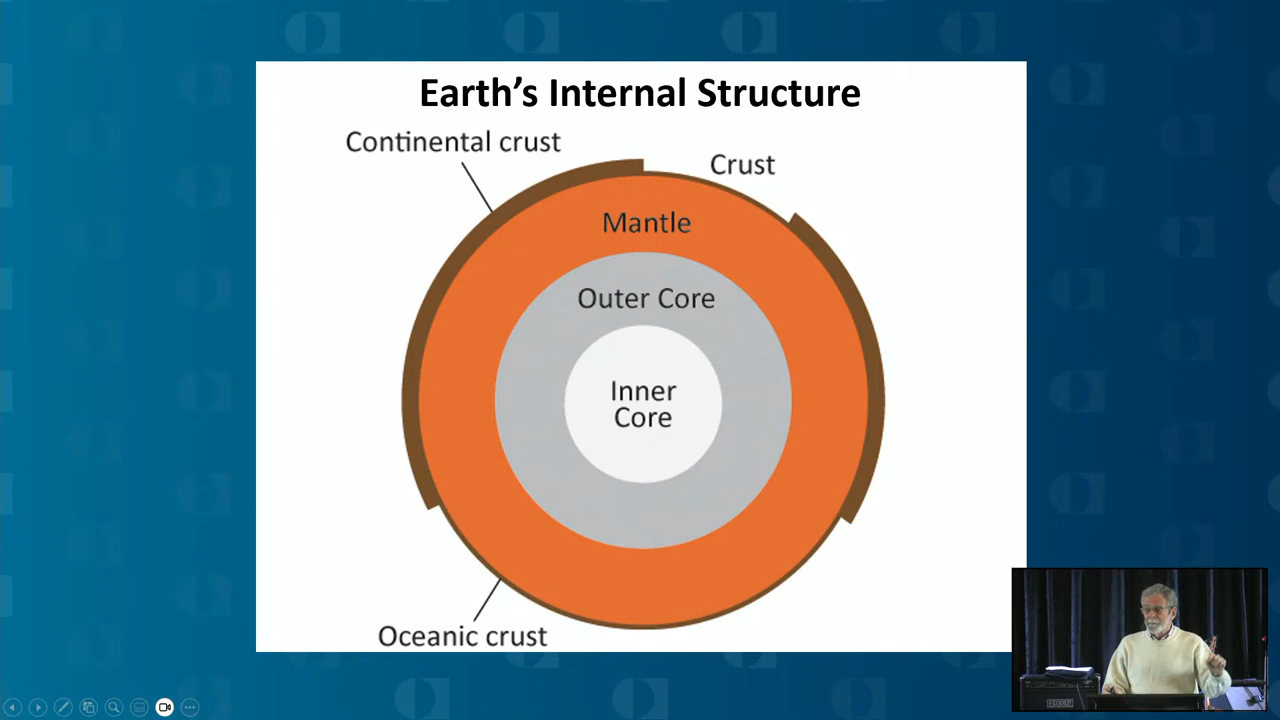 Earth's Internal Structure
Continental crust
Crust
Mantle
Outer Core
Inner
Core
Oceanic crust